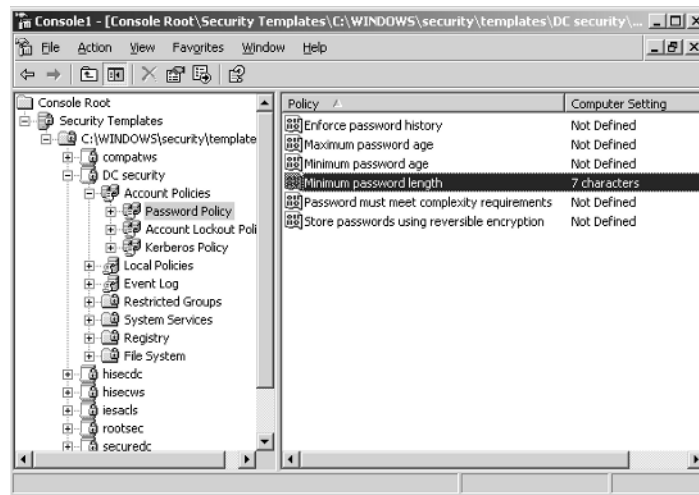 Console1 - [Console Root\Security Templates\C:\WINDOWS\security\templates\DC security\...
File Action View Favorites Window Help
Console Root
Security Templates
C:\WINDOWS\security\template
compatws
DC security
Account Policies
Password Policy
Account Lockout Poli
Kerberos Policy
Local Policies
Event Log
Restricted Groups
System Services
Registry
File System
hisecdc
hisecws
iesacls
rootsec
securedc
Policy Computer Setting
Enforce password history Not Defined
Maximum password age Not Defined
Minimum password age Not Defined
Minimum password length 7 characters
Password must meet complexity requirements Not Defined
Store passwords using reversible encryption Not Defined